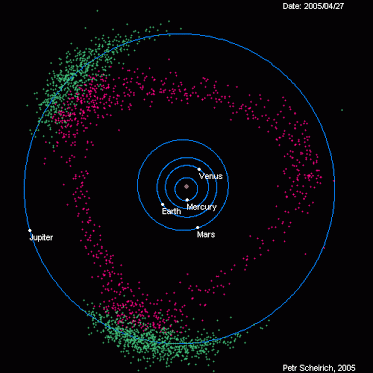 Date: 2005/04/27
Venus
Mercury
Earth
Mars
Jupiter
Petr Scheirich, 2005